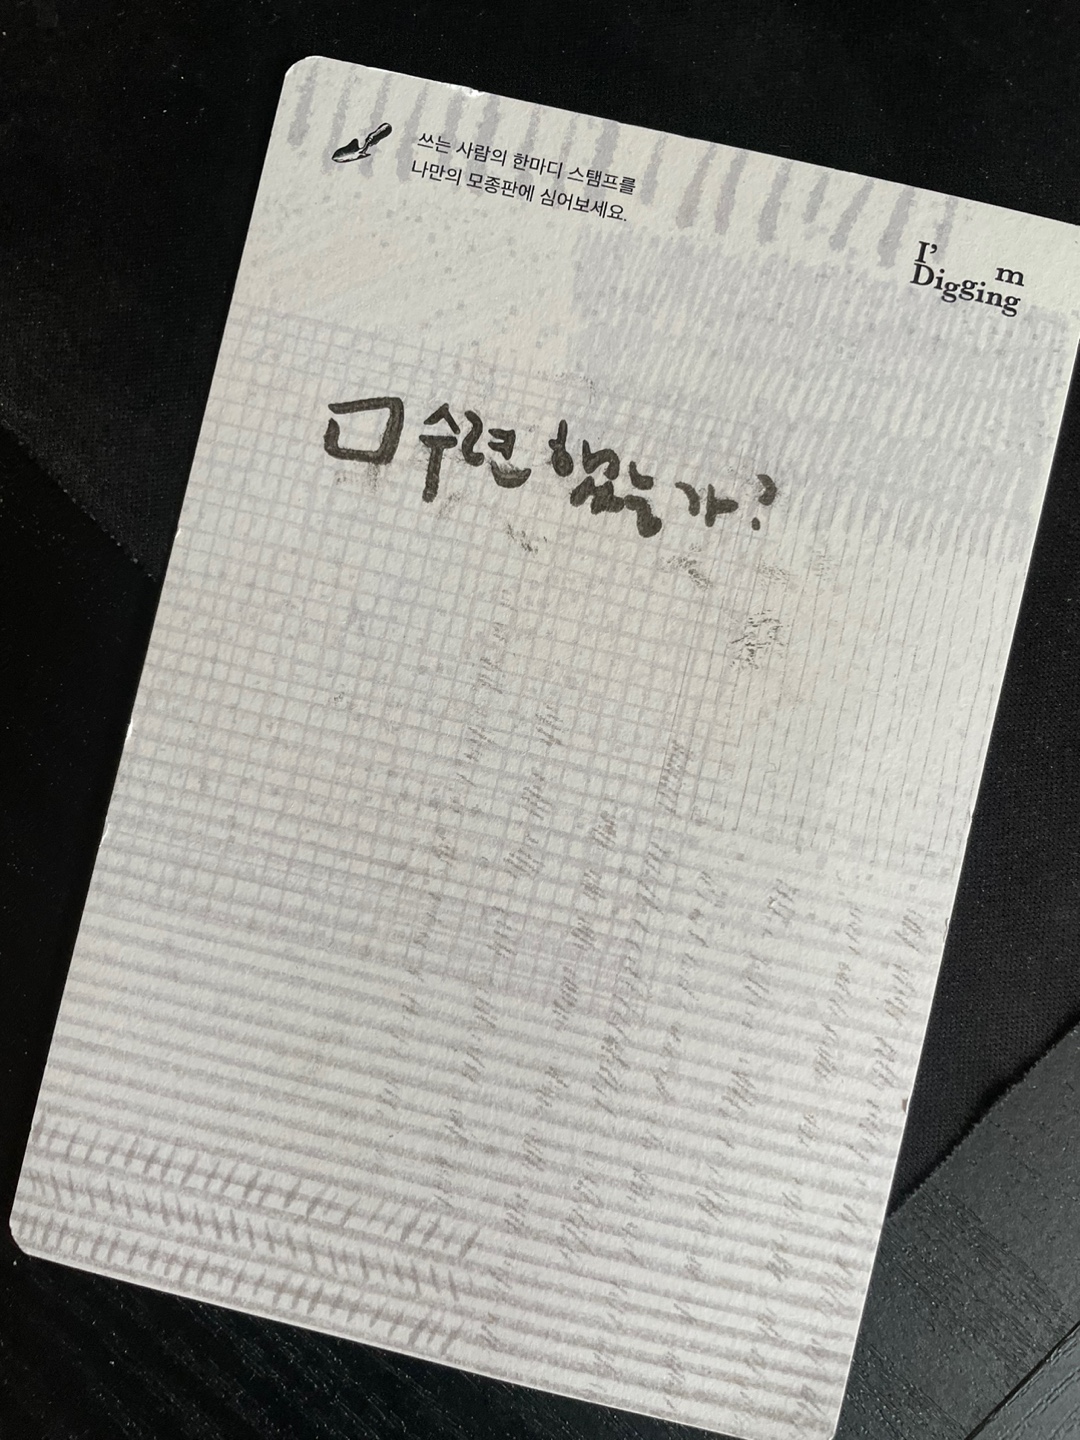 쓰는 사람의 한마디 스탬프를
나만의 모종판에 심어보세요.
I'm
Digging
□ 수련 했는가?